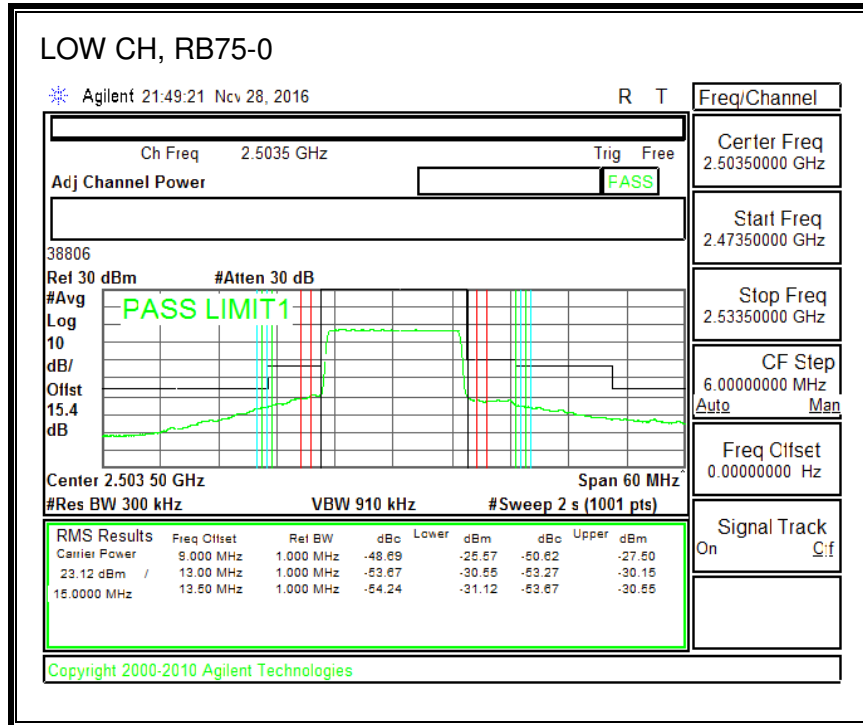 LOW CH, RB75-0
Agilent 21:49:21 Nov 28, 2016 R T
Freq/Channel
Ch Freq 2.5035 GHz Trig Free
Adj Channel Power PASS
Center Freq
2.50350000 GHz
Start Freq
2.47350000 GHz
Stop Freq
2.53350000 GHz
CF Step
6.00000000 MHz
Auto Man
Freq Offset
0.00000000 Hz
Signal Track
On Off
38806
Ref 30 dBm #Atten 30 dB
#Avg
Log
10
dB/
Offst
15.4
dB
PASS LIMIT1
Center 2.503 50 GHz Span 60 MHz
#Res BW 300 kHz VBW 910 kHz #Sweep 2 s (1001 pts)
RMS Results Freq Offset Ref BW dBc Lower dBm dBc Upper dBm
Carrier Power 9.000 MHz 1.000 MHz -48.69 -25.57 -50.62 -27.50
23.12 dBm / 13.00 MHz 1.000 MHz -53.67 -30.55 -53.27 -30.15
15.0000 MHz 13.50 MHz 1.000 MHz -54.24 -31.12 -53.67 -30.55
Copyright 2000-2010 Agilent Technologies